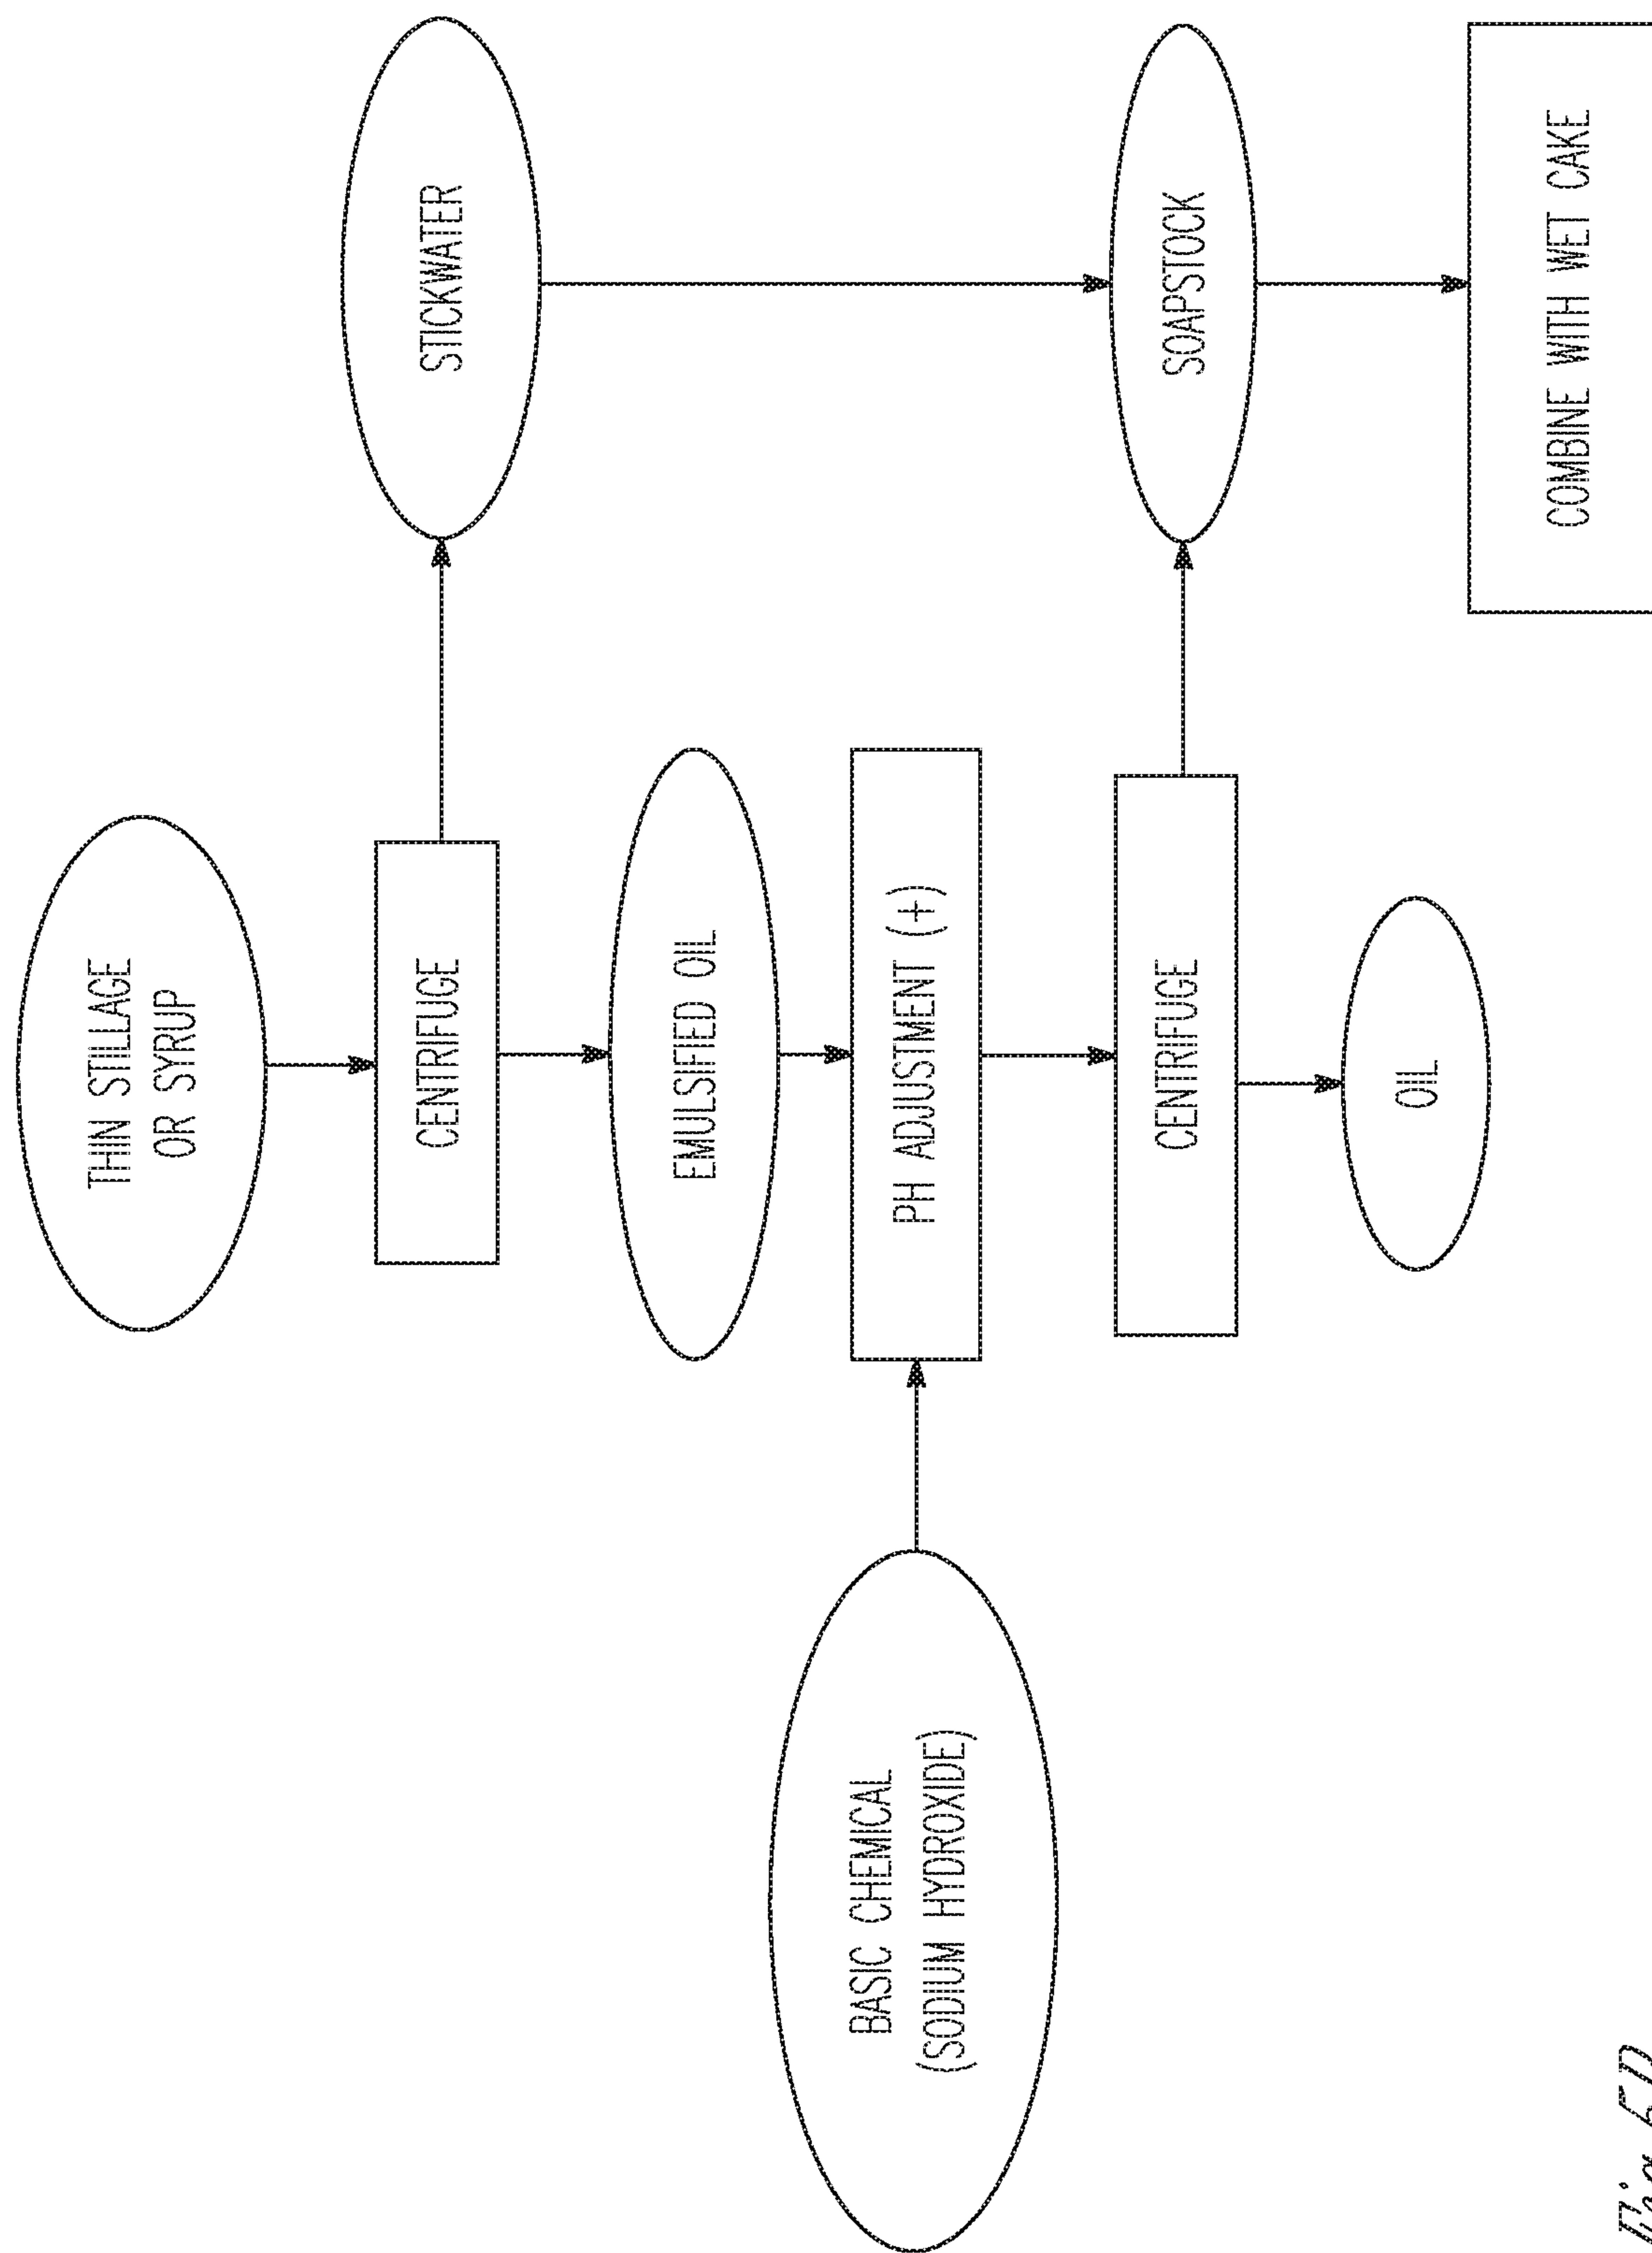 THIN STILLAGE
OR SYRUP
CENTRIFUGE
STICKWATER
EMULSIFIED OIL
BASIC CHEMICAL
(SODIUM HYDROXIDE)
PH ADJUSTMENT (+)
CENTRIFUGE
SOAPSTOCK
OIL
COMBINE WITH WET CAKE
Fig.